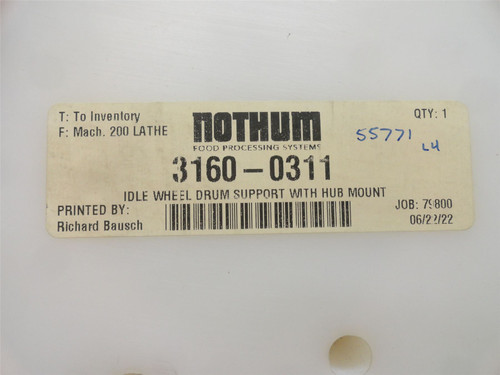 T: To Inventory
F: Mach. 200 LATHE
NOTHUM
FOOD PROCESSING SYSTEMS
QTY: 1
55771
L4
3160-0311
IDLE WHEEL DRUM SUPPORT WITH HUB MOUNT
PRINTED BY:
Richard Bausch
JOB: 79800
06/22/22